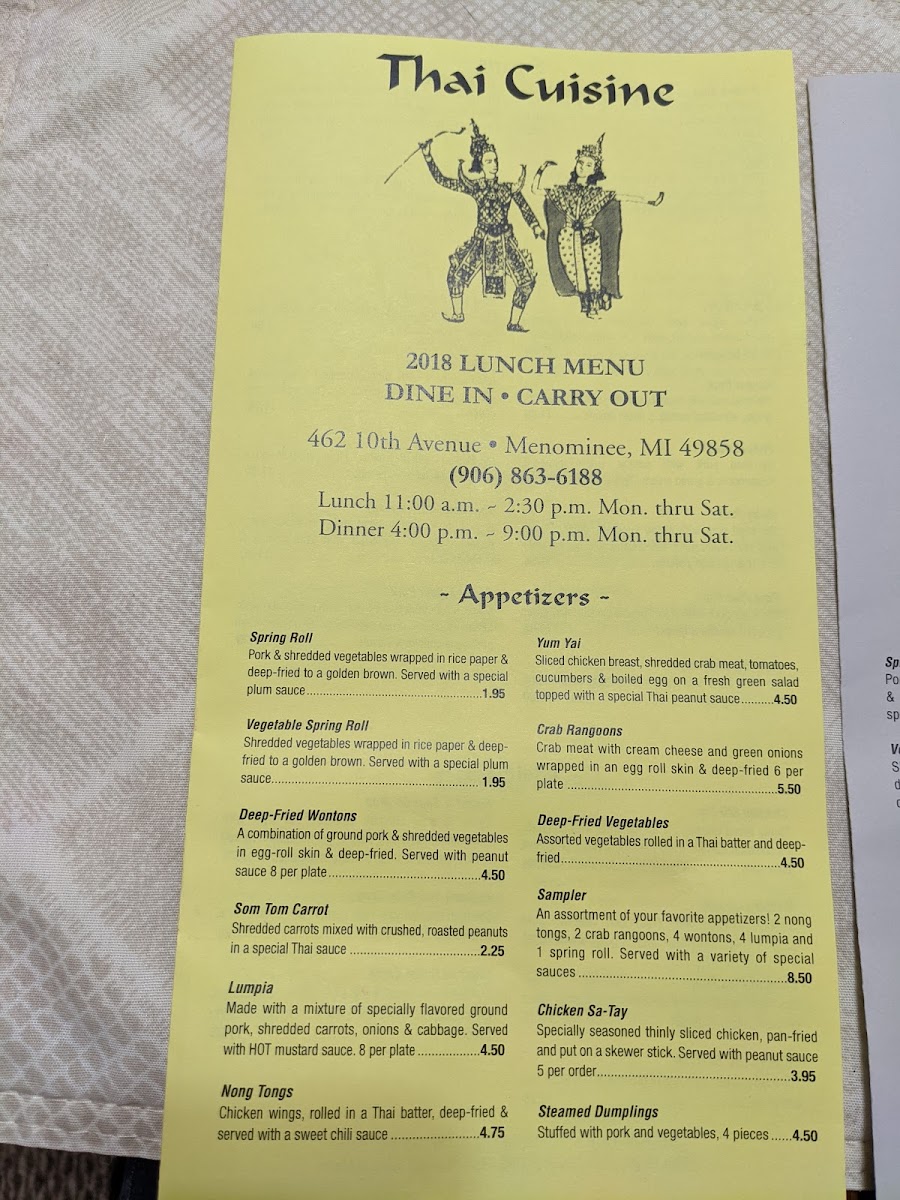 Thai Cuisine
2018 LUNCH MENU
DINE IN • CARRY OUT
462 10th Avenue • Menominee, MI 49858
(906) 863-6188
Lunch 11:00 a.m. ~ 2:30 p.m. Mon. thru Sat.
Dinner 4:00 p.m. ~ 9:00 p.m. Mon. thru Sat.
~ Appetizers ~
Spring Roll
Pork & shredded vegetables wrapped in rice paper &
deep-fried to a golden brown. Served with a special
plum sauce..........1.95
Vegetable Spring Roll
Shredded vegetables wrapped in rice paper & deep-
fried to a golden brown. Served with a special plum
sauce..........1.95
Deep-Fried Wontons
A combination of ground pork & shredded vegetables
in egg-roll skin & deep-fried. Served with peanut
sauce 8 per plate..........4.50
Som Tom Carrot
Shredded carrots mixed with crushed, roasted peanuts
in a special Thai sauce ..........2.25
Lumpia
Made with a mixture of specially flavored ground
pork, shredded carrots, onions & cabbage. Served
with HOT mustard sauce. 8 per plate ..........4.50
Nong Tongs
Chicken wings, rolled in a Thai batter, deep-fried &
served with a sweet chili sauce ..........4.75
Yum Yai
Sliced chicken breast, shredded crab meat, tomatoes,
cucumbers & boiled egg on a fresh green salad
topped with a special Thai peanut sauce..........4.50
Crab Rangoons
Crab meat with cream cheese and green onions
wrapped in an egg roll skin & deep-fried 6 per
plate ..........5.50
Deep-Fried Vegetables
Assorted vegetables rolled in a Thai batter and deep-
fried..........4.50
Sampler
An assortment of your favorite appetizers! 2 nong
tongs, 2 crab rangoons, 4 wontons, 4 lumpia and
1 spring roll. Served with a variety of special
sauces ..........8.50
Chicken Sa-Tay
Specially seasoned thinly sliced chicken, pan-fried
and put on a skewer stick. Served with peanut sauce
5 per order..........3.95
Steamed Dumplings
Stuffed with pork and vegetables, 4 pieces ......4.50
Sp
Po
&
sp